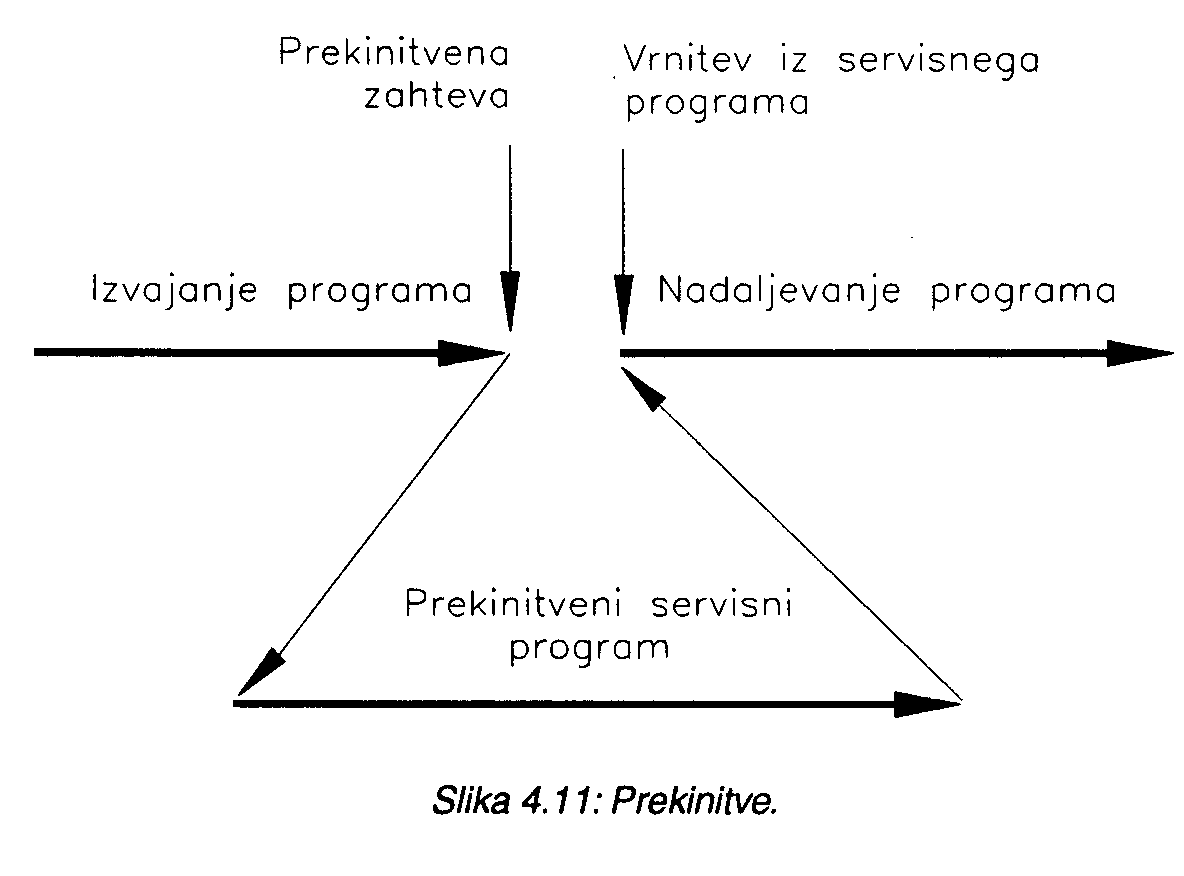 Prekinitvena
zahteva
Vrnitev iz servisnega
programa
Izvajanje programa
Nadaljevanje programa
Prekinitveni servisni
program
Slika 4.11: Prekinitve.